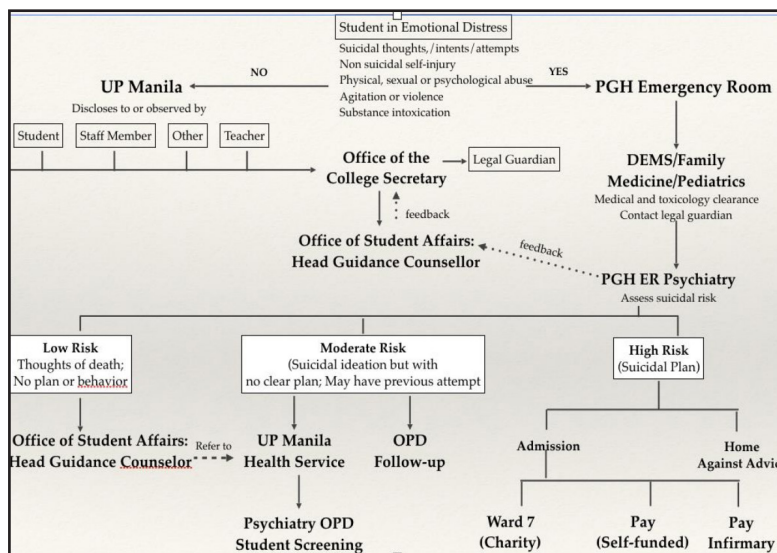 Student in Emotional Distress
Suicidal thoughts,/intents/attempts
Non suicidal self-injury
Physical, sexual or psychological abuse
Agitation or violence
Substance intoxication
NO
YES
UP Manila
Discloses to or observed by
PGH Emergency Room
Student
Staff Member
Other
Teacher
Office of the
College Secretary
Legal Guardian
feedback
DEMS/Family
Medicine/Pediatrics
Medical and toxicology clearance
Contact legal guardian
Office of Student Affairs:
Head Guidance Counsellor
feedback
PGH ER Psychiatry
Assess suicidal risk
Low Risk
Thoughts of death;
No plan or behavior
Moderate Risk
(Suicidal ideation but with
no clear plan; May have previous attempt
High Risk
(Suicidal Plan)
Office of Student Affairs:
Head Guidance Counselor
Refer to
UP Manila
Health Service
OPD
Follow-up
Admission
Home
Against Advic
Psychiatry OPD
Student Screening
Ward 7
(Charity)
Pay
(Self-funded)
Pay
Infirmary